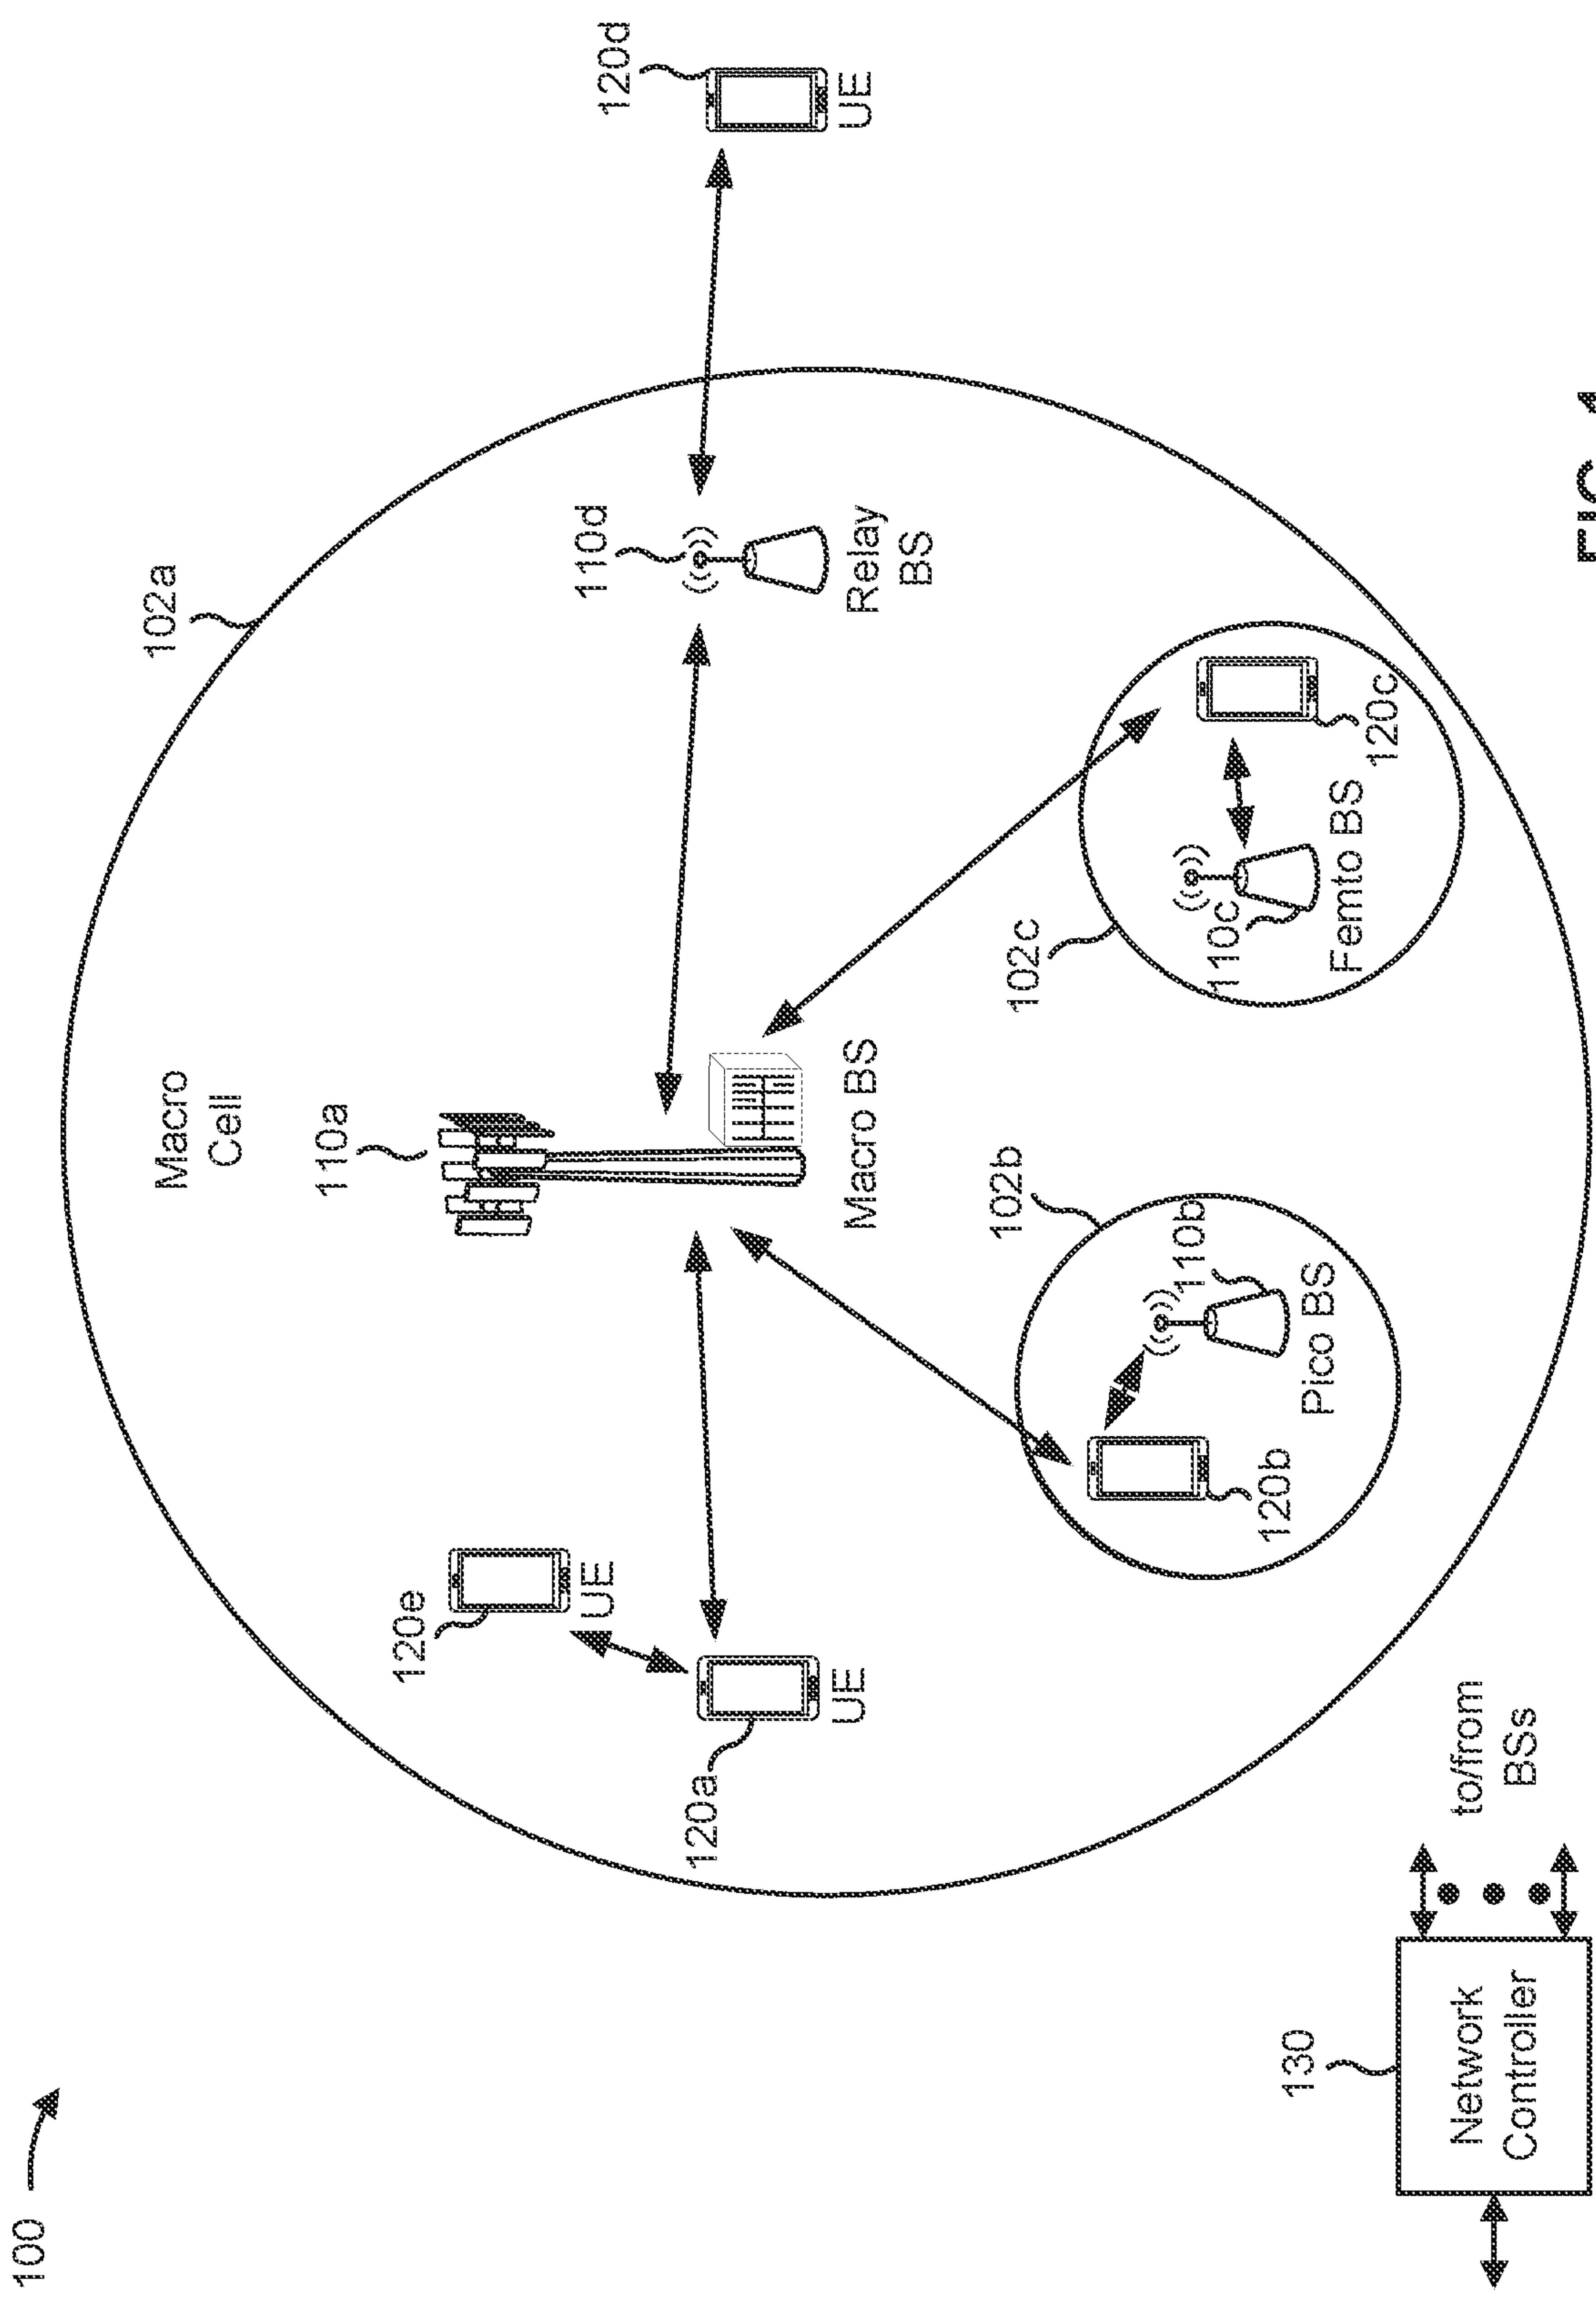 100
Macro
Cell
102a
110a
120e
UE
120a
UE
Macro BS
110d
Relay
BS
120d
UE
102b
110b
Pico BS
120b
102c
110c
Femto BS
120c
130
Network
Controller
to/from
BSs